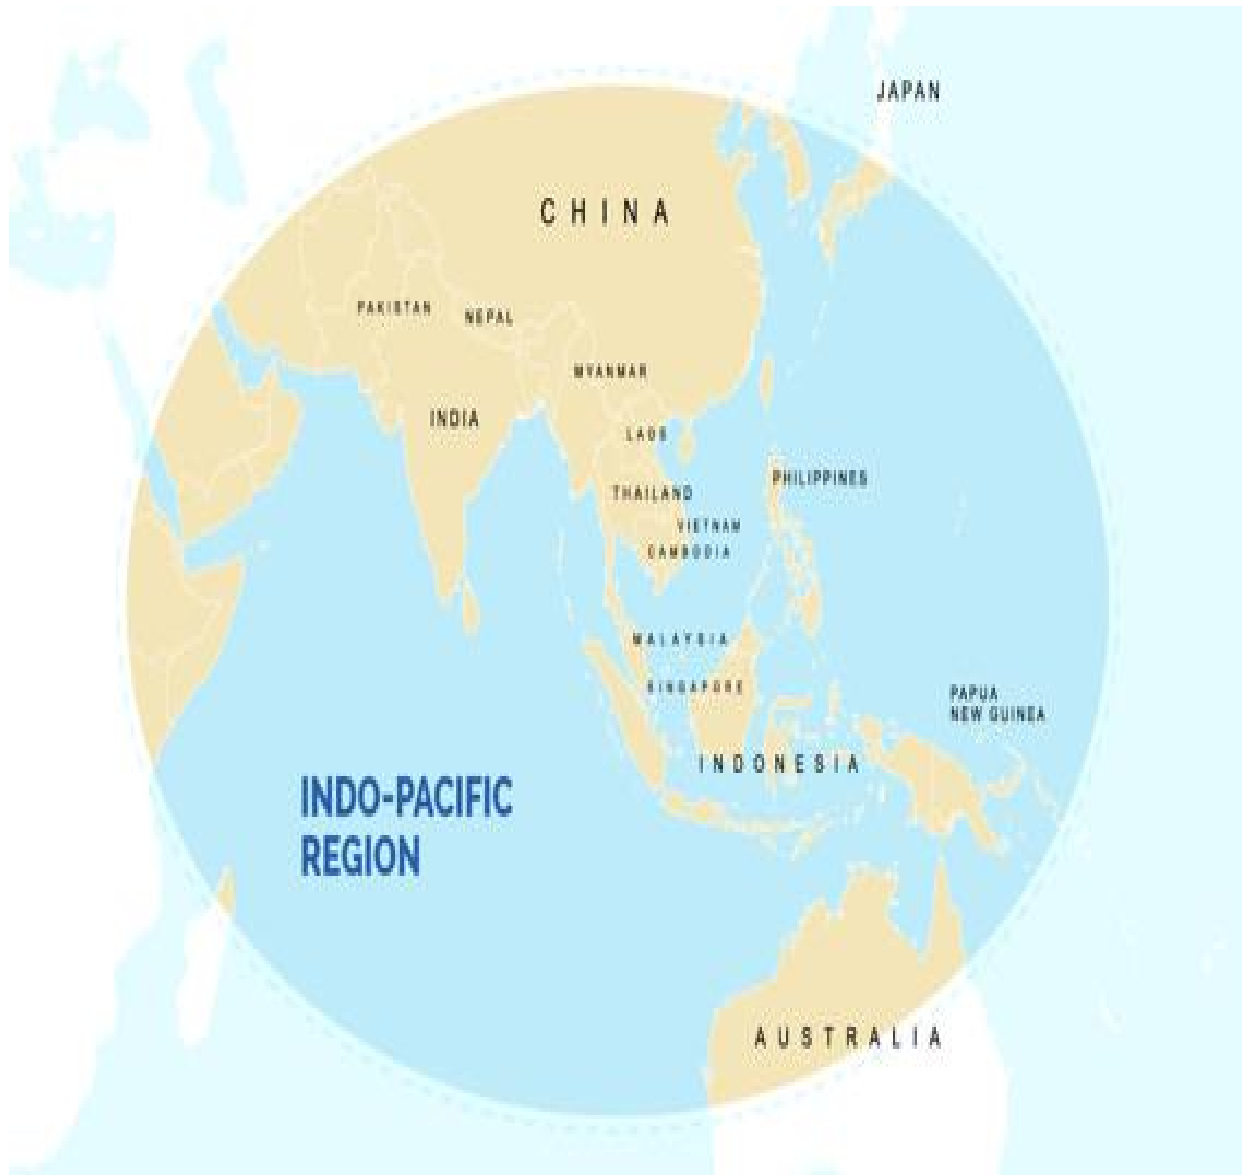 JAPAN
CHINA
PAKISTAN
NEPAL
MYANMAR
INDIA
LAOS
PHILIPPINES
THAILAND
VIETNAM
CAMBODIA
MALAYSIA
SINGAPORE
PAPUA
NEW GUINEA
INDONESIA
INDO-PACIFIC
REGION
AUSTRALIA